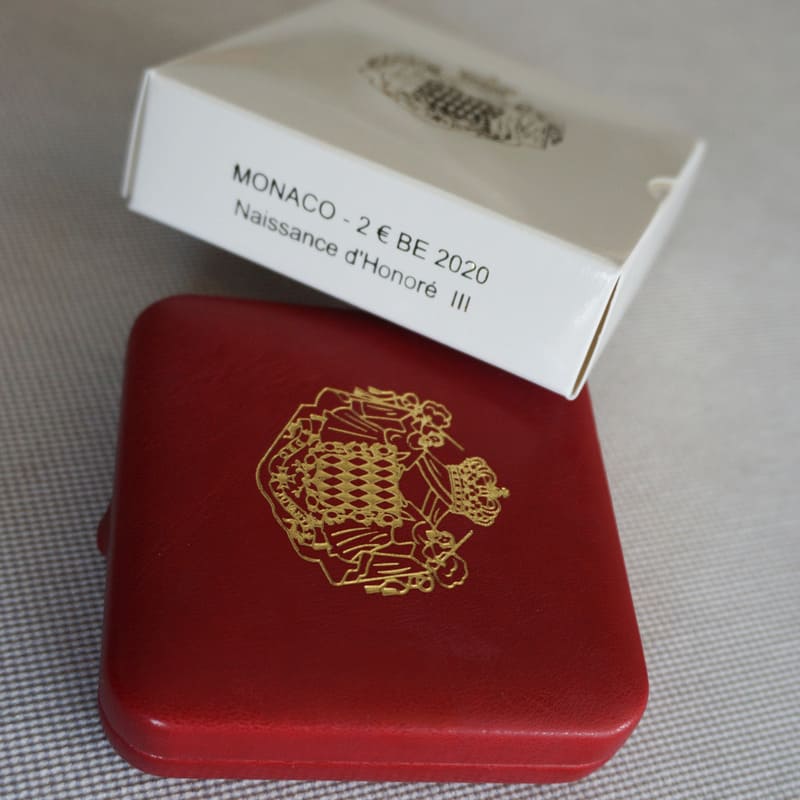 MONACO - 2 € BE 2020
Naissance d'Honoré III